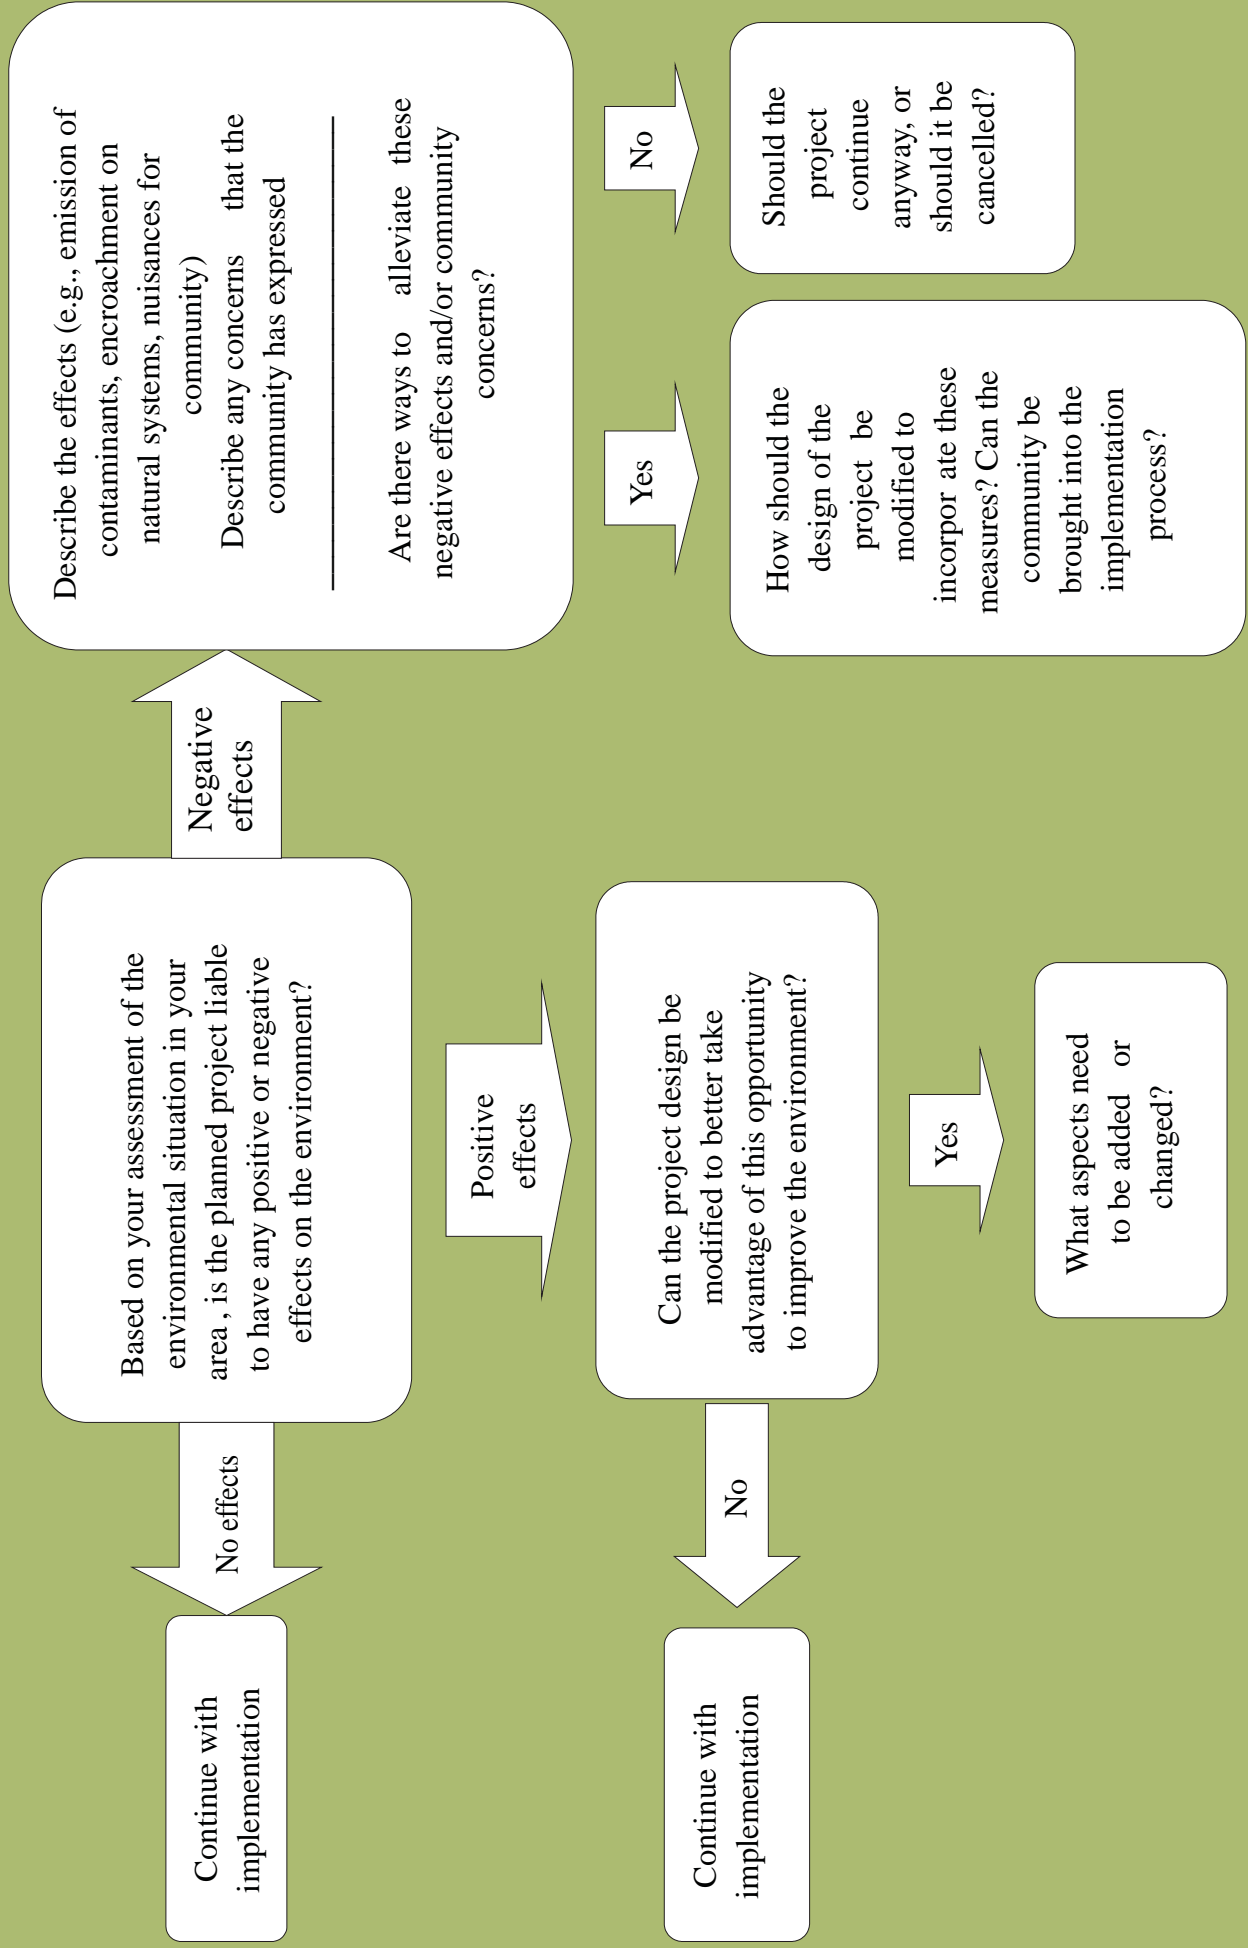 Continue with
implementation
No effects
Based on your assessment of the
environmental situation in your
area , is the planned project liable
to have any positive or negative
effects on the environment?
Negative
effects
Describe the effects (e.g., emission of
contaminants, encroachment on
natural systems, nuisances for
community)
Describe any concerns that the
community has expressed
Are there ways to alleviate these
negative effects and/or community
concerns?
Positive
effects
Yes
No
Continue with
implementation
No
Can the project design be
modified to better take
advantage of this opportunity
to improve the environment?
How should the
design of the
project be
modified to
incorpor ate these
measures? Can the
community be
brought into the
implementation
process?
Should the
project
continue
anyway, or
should it be
cancelled?
Yes
What aspects need
to be added or
changed?